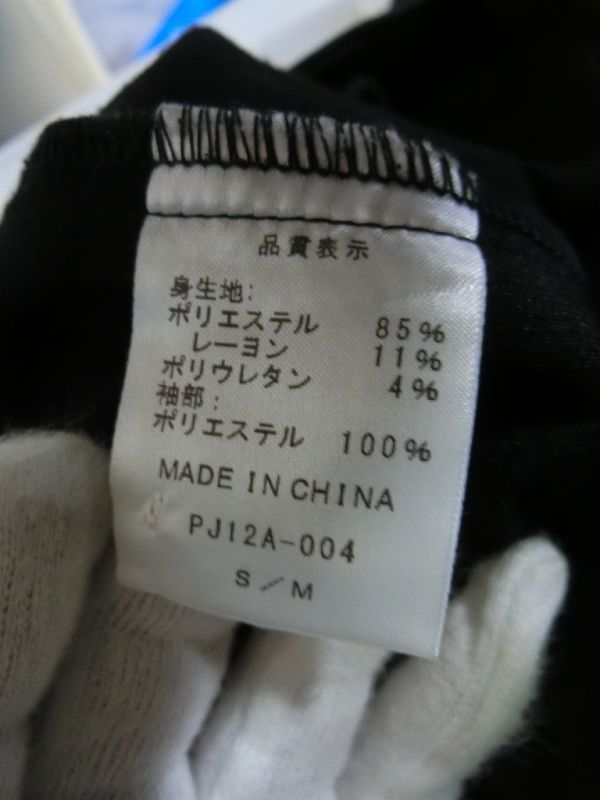 品質表示
身生地:
ポリエステル 85%
レーヨン 11%
ポリウレタン 4%
袖部:
ポリエステル 100%
MADE IN CHINA
PJ12A-004
S/M